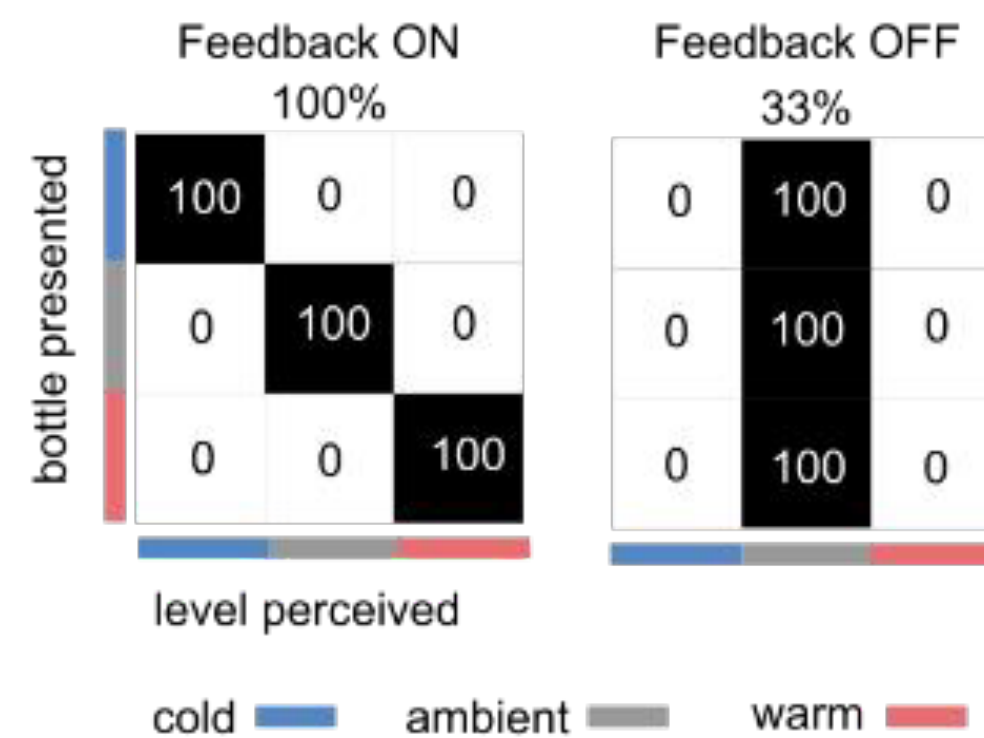 Feedback ON Feedback OFF
100% 33%
bottle presented
100 0 0 0 100 0
0 100 0 0 100 0
0 0 100 0 100 0
level perceived
cold ambient warm